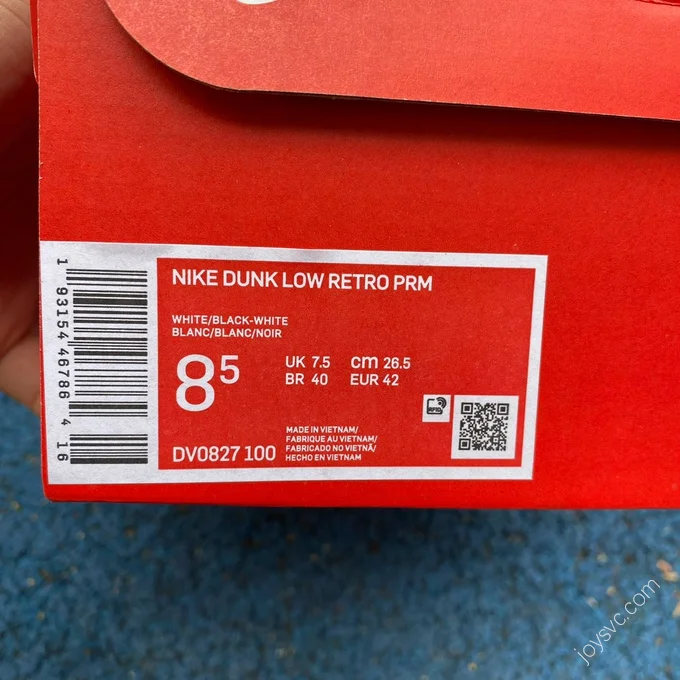 NIKE DUNK LOW RETRO PRM
WHITE/BLACK-WHITE
BLANC/BLANC/NOIR
8 5
UK 7.5 cm 26.5
BR 40 EUR 42
DV0827 100
MADE IN VIETNAM/
FABRIQUE AU VIETNAM/
FABRICADO NO VIETNÃ/
HECHO EN VIETNAM
1 93154 46786 4 16
joysvc.com